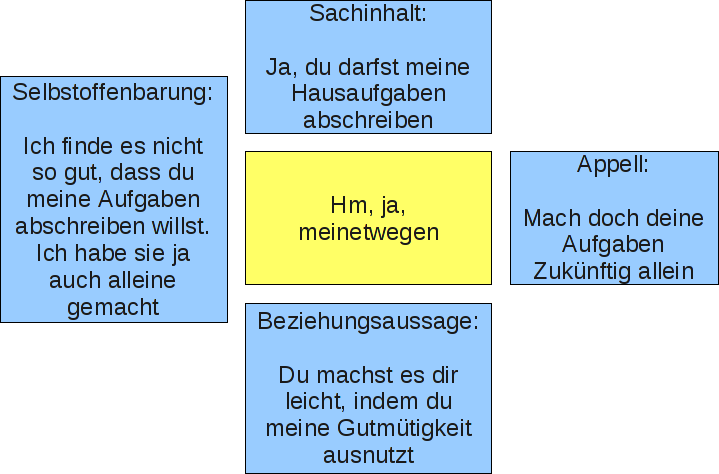 Sachinhalt:
Ja, du darfst meine
Hausaufgaben
abschreiben
Selbstoffenbarung:
Ich finde es nicht
so gut, dass du
meine Aufgaben
abschreiben willst.
Ich habe sie ja
auch alleine
gemacht
Hm, ja,
meinetwegen
Appell:
Mach doch deine
Aufgaben
Zukünftig allein
Beziehungsaussage:
Du machst es dir
leicht, indem du
meine Gutmütigkeit
ausnutzt